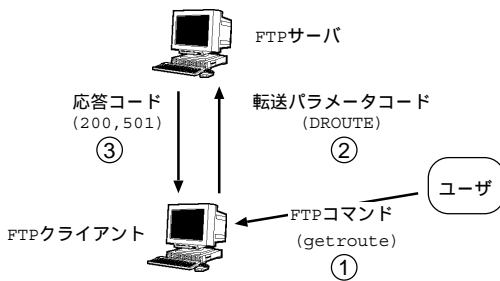 FTPサーバ
応答コード
(200,501)
③
転送パラメータコード
(DROUTE)
②
ユーザ
FTPクライアント
FTPコマンド
(getroute)
①